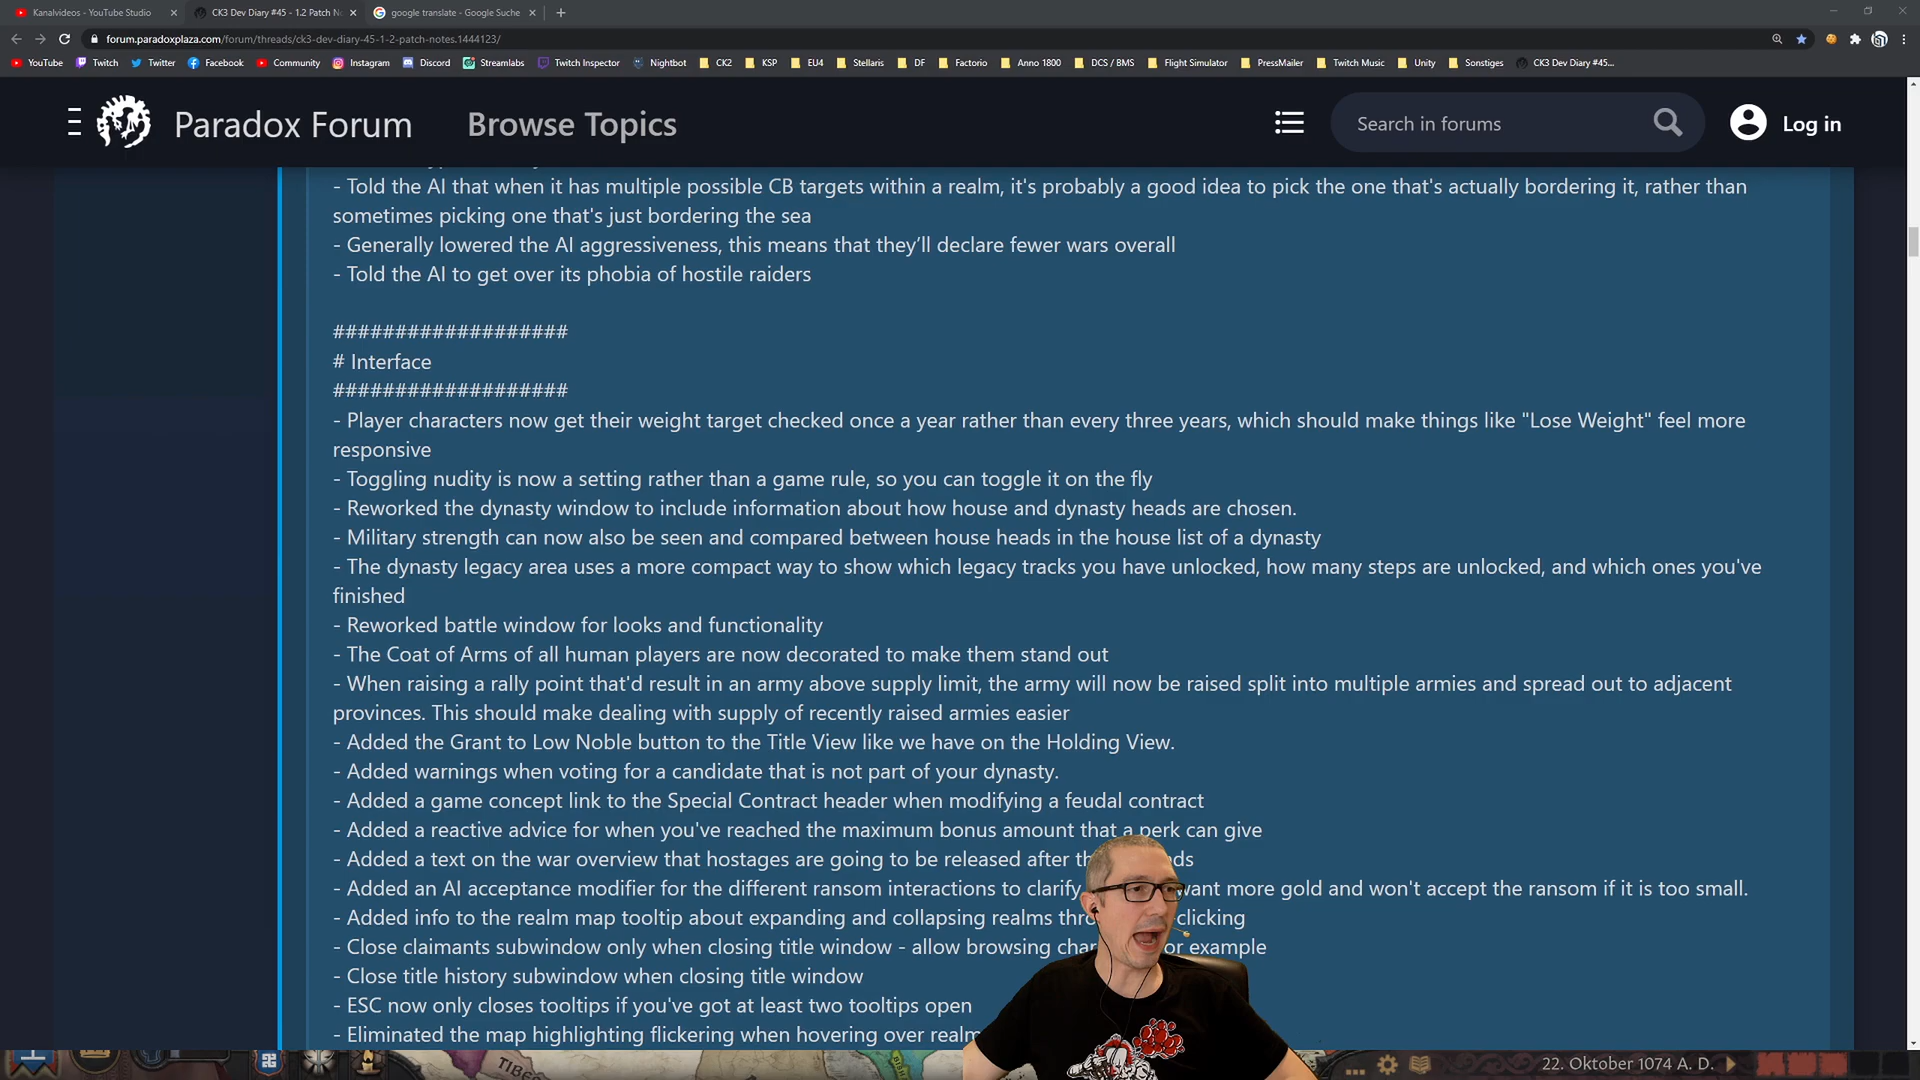 Kanalvideos - YouTube Studio
CK3 Dev Diary #45 - 1.2 Patch N
google translate - Google Suche
forum.paradoxplaza.com/forum/threads/ck3-dev-diary-45-1-2-patch-notes.1444123/
YouTube Twitch Twitter Facebook Community Instagram Discord Streamlabs Twitch Inspector Nightbot CK2 KSP EU4 Stellaris DF Factorio Anno 1800 DCS / BMS Flight Simulator PressMailer Twitch Music Unity Sonstiges CK3 Dev Diary #45...
Paradox Forum Browse Topics Search in forums Log in
- Told the AI that when it has multiple possible CB targets within a realm, it's probably a good idea to pick the one that's actually bordering it, rather than
sometimes picking one that's just bordering the sea
- Generally lowered the AI aggressiveness, this means that they’ll declare fewer wars overall
- Told the AI to get over its phobia of hostile raiders
###################
# Interface
###################
- Player characters now get their weight target checked once a year rather than every three years, which should make things like "Lose Weight" feel more
responsive
- Toggling nudity is now a setting rather than a game rule, so you can toggle it on the fly
- Reworked the dynasty window to include information about how house and dynasty heads are chosen.
- Military strength can now also be seen and compared between house heads in the house list of a dynasty
- The dynasty legacy area uses a more compact way to show which legacy tracks you have unlocked, how many steps are unlocked, and which ones you've
finished
- Reworked battle window for looks and functionality
- The Coat of Arms of all human players are now decorated to make them stand out
- When raising a rally point that'd result in an army above supply limit, the army will now be raised split into multiple armies and spread out to adjacent
provinces. This should make dealing with supply of recently raised armies easier
- Added the Grant to Low Noble button to the Title View like we have on the Holding View.
- Added warnings when voting for a candidate that is not part of your dynasty.
- Added a game concept link to the Special Contract header when modifying a feudal contract
- Added a reactive advice for when you've reached the maximum bonus amount that a perk can give
- Added a text on the war overview that hostages are going to be released after th ds
- Added an AI acceptance modifier for the different ransom interactions to clarify want more gold and won't accept the ransom if it is too small.
- Added info to the realm map tooltip about expanding and collapsing realms thro clicking
- Close claimants subwindow only when closing title window - allow browsing cha or example
- Close title history subwindow when closing title window
- ESC now only closes tooltips if you've got at least two tooltips open
- Eliminated the map highlighting flickering when hovering over realm
TIBE
22. Oktober 1074 A. D.